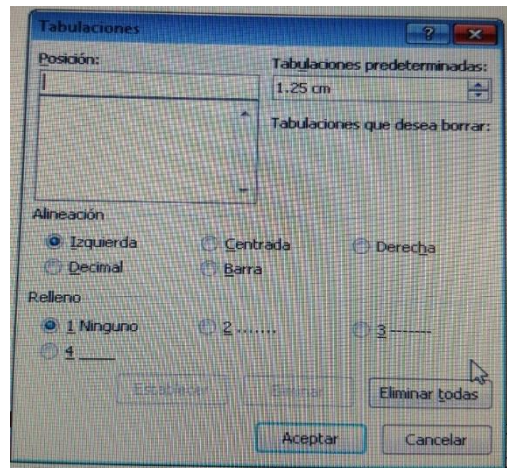 Tabulaciones
Posición:
Tabulaciones predeterminadas:
1.25 cm
Tabulaciones que desea borrar:
Alineación
Izquierda Centrada Derecha
Decimal Barra
Relleno
1 Ninguno 2 ....... 3 -------
4 ____
Establecer Eliminar Eliminar todas
Aceptar Cancelar